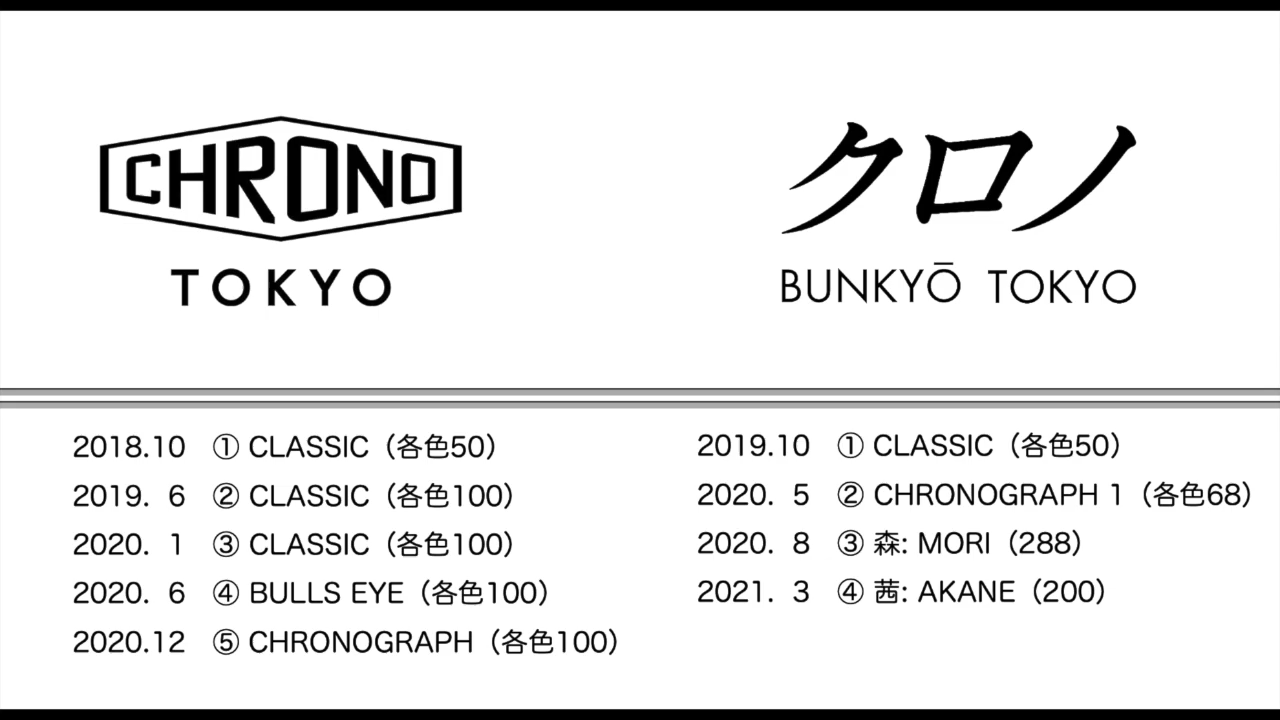 CHRONO
TOKYO
クロノ
BUNKYŌ TOKYO
2018.10 ① CLASSIC（各色50）
2019. 6 ② CLASSIC（各色100）
2020. 1 ③ CLASSIC（各色100）
2020. 6 ④ BULLS EYE（各色100）
2020.12 ⑤ CHRONOGRAPH（各色100）
2019.10 ① CLASSIC（各色50）
2020. 5 ② CHRONOGRAPH 1（各色68）
2020. 8 ③ 森: MORI（288）
2021. 3 ④ 茜: AKANE（200）